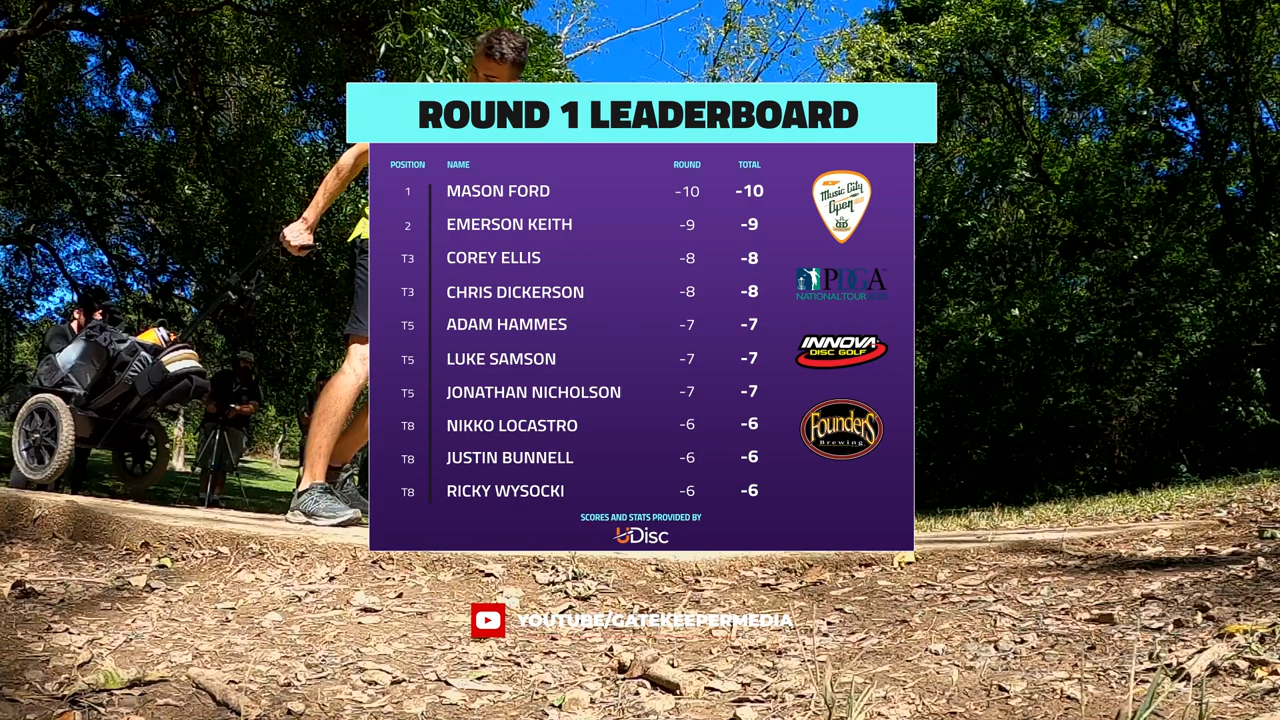 ROUND 1 LEADERBOARD
POSITION NAME ROUND TOTAL
1 MASON FORD -10 -10
2 EMERSON KEITH -9 -9
T3 COREY ELLIS -8 -8
T3 CHRIS DICKERSON -8 -8
T5 ADAM HAMMES -7 -7
T5 LUKE SAMSON -7 -7
T5 JONATHAN NICHOLSON -7 -7
T8 NIKKO LOCASTRO -6 -6
T8 JUSTIN BUNNELL -6 -6
T8 RICKY WYSOCKI -6 -6
Music City
Open
PDGA
NATIONAL TOUR
INNOVA
DISC GOLF
FOUNDERS
Brewing
SCORES AND STATS PROVIDED BY
UDisc
YOUTUBE/GATEKEEPERMEDIA